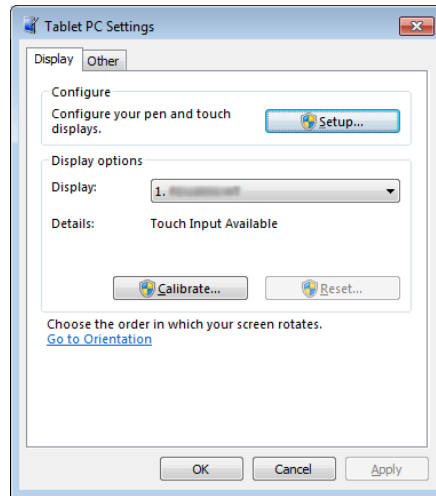 Tablet PC Settings
Display Other
Configure
Configure your pen and touch
displays.
Setup...
Display options
Display: 1.
Details: Touch Input Available
Calibrate... Reset...
Choose the order in which your screen rotates.
Go to Orientation
OK Cancel Apply